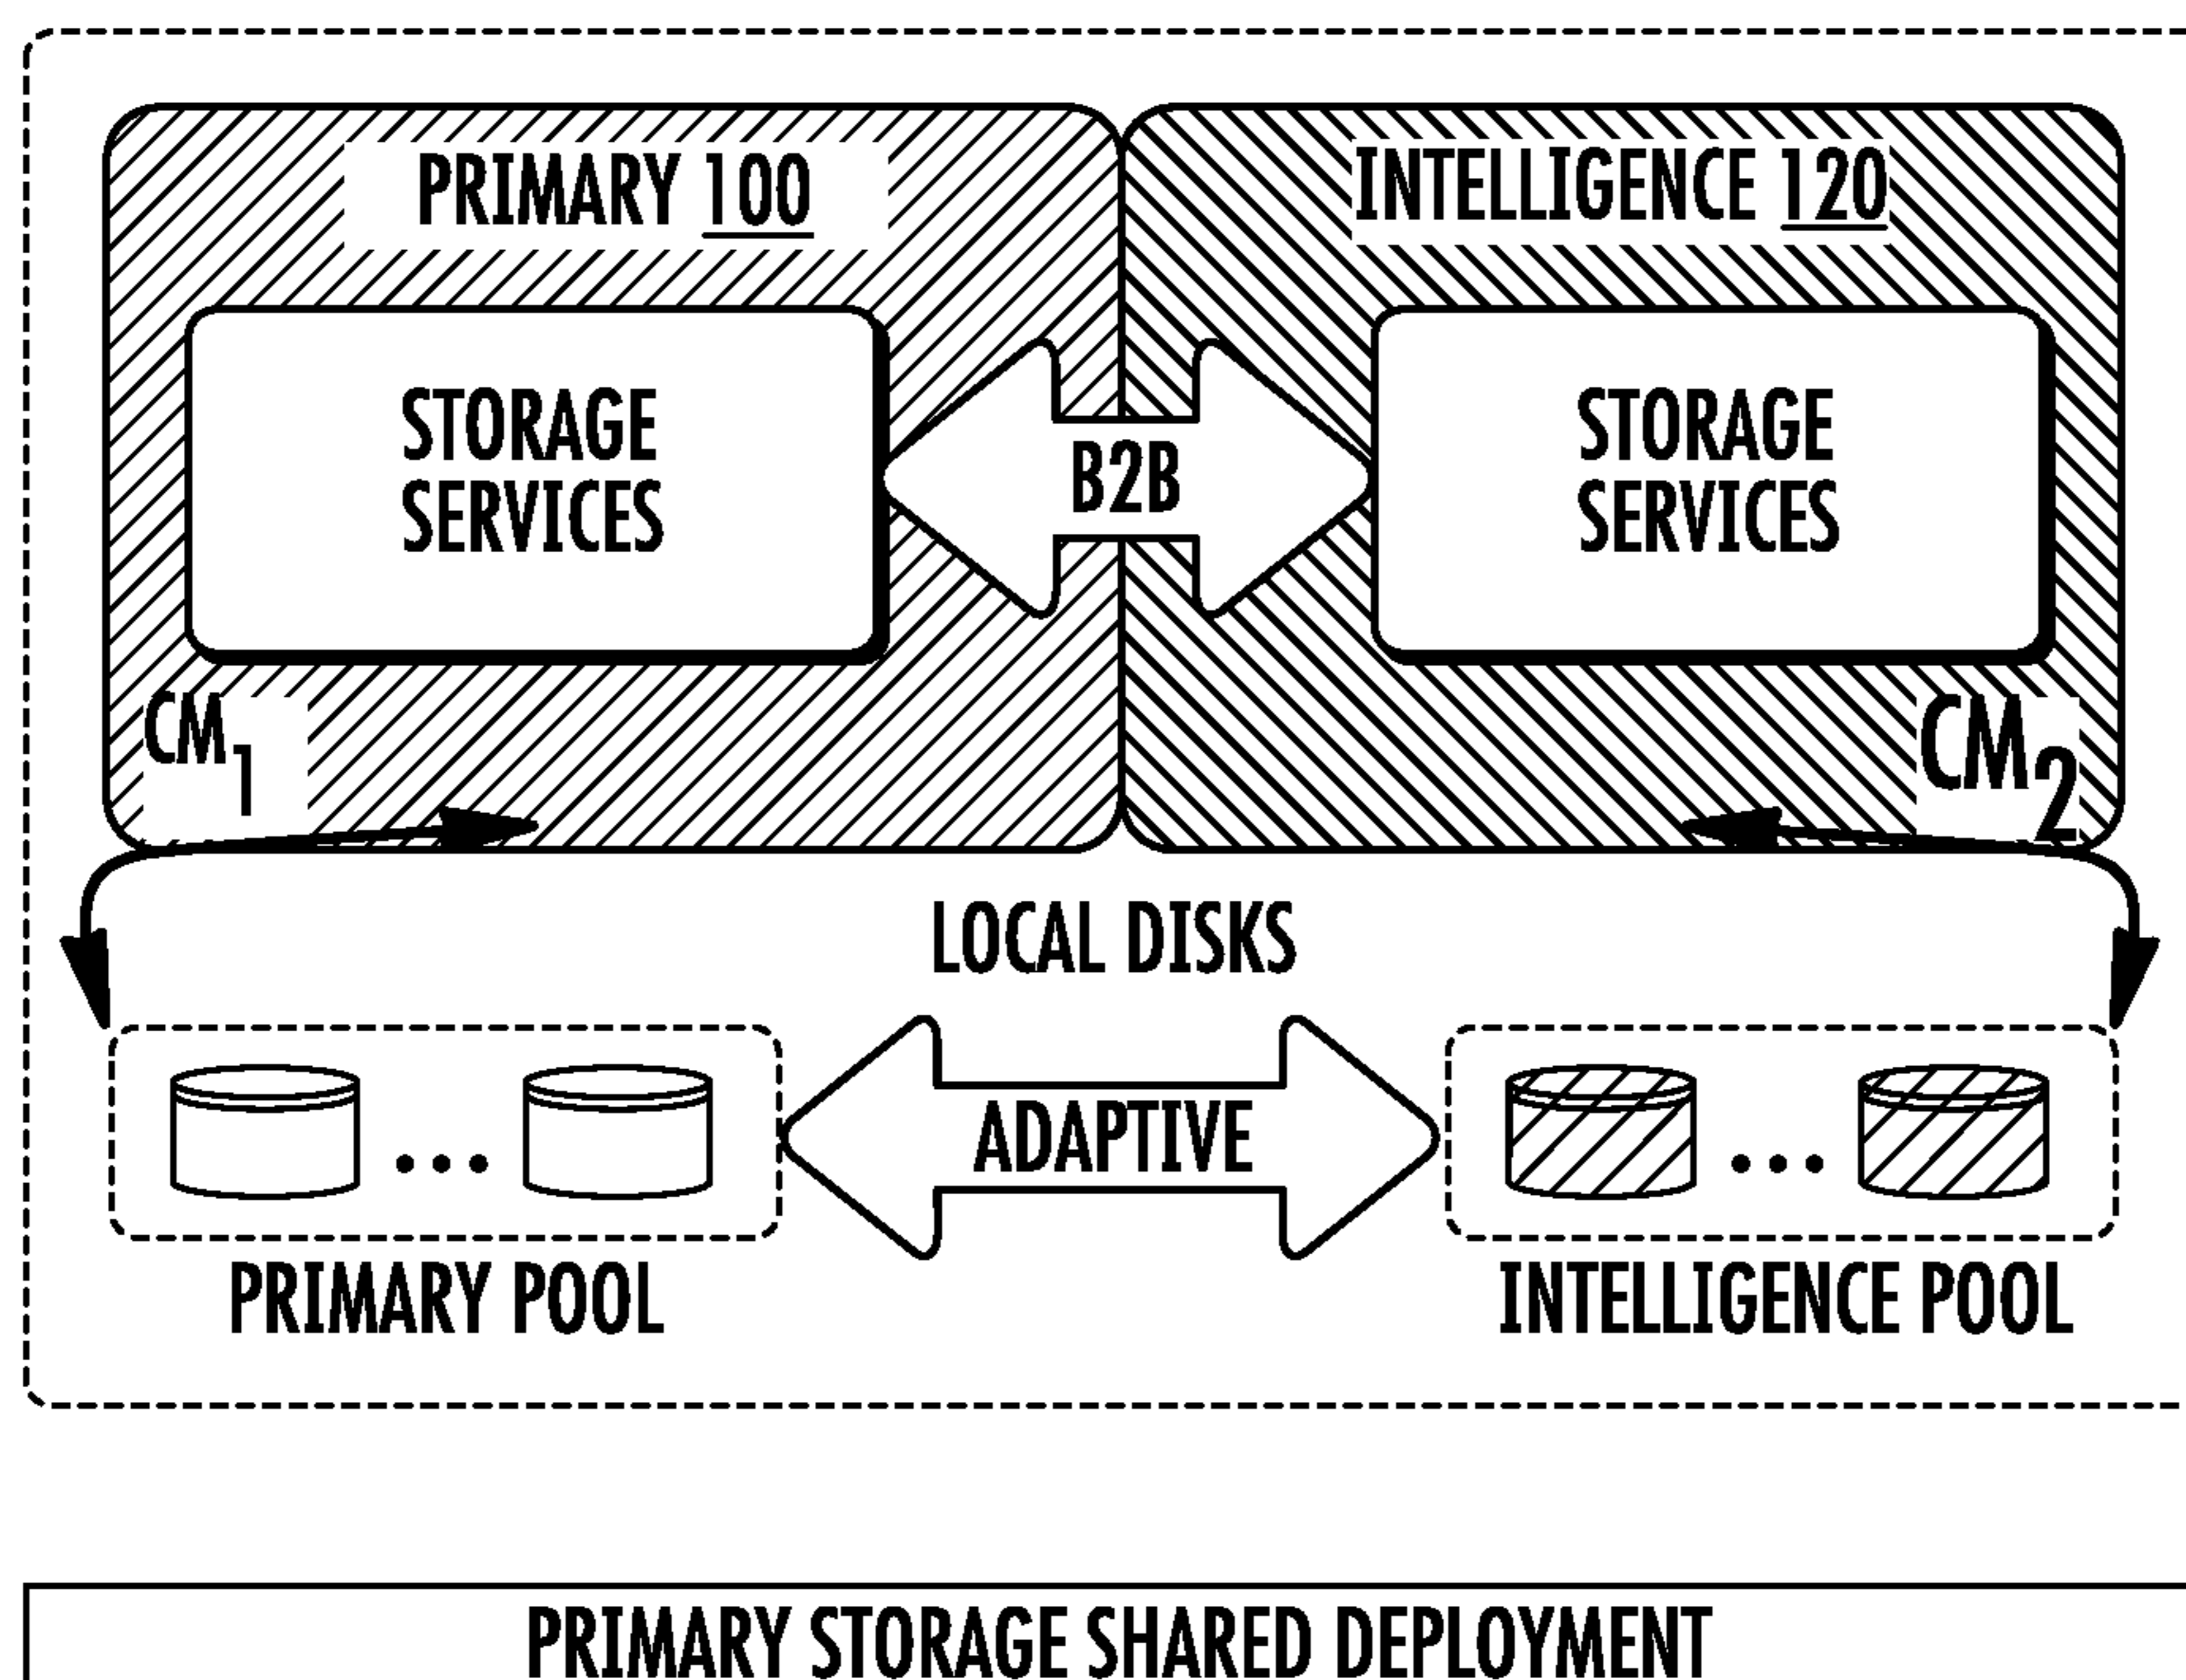 PRIMARY 100
INTELLIGENCE 120
STORAGE
SERVICES
B2B
STORAGE
SERVICES
CM1
CM2
LOCAL DISKS
ADAPTIVE
PRIMARY POOL
INTELLIGENCE POOL
PRIMARY STORAGE SHARED DEPLOYMENT